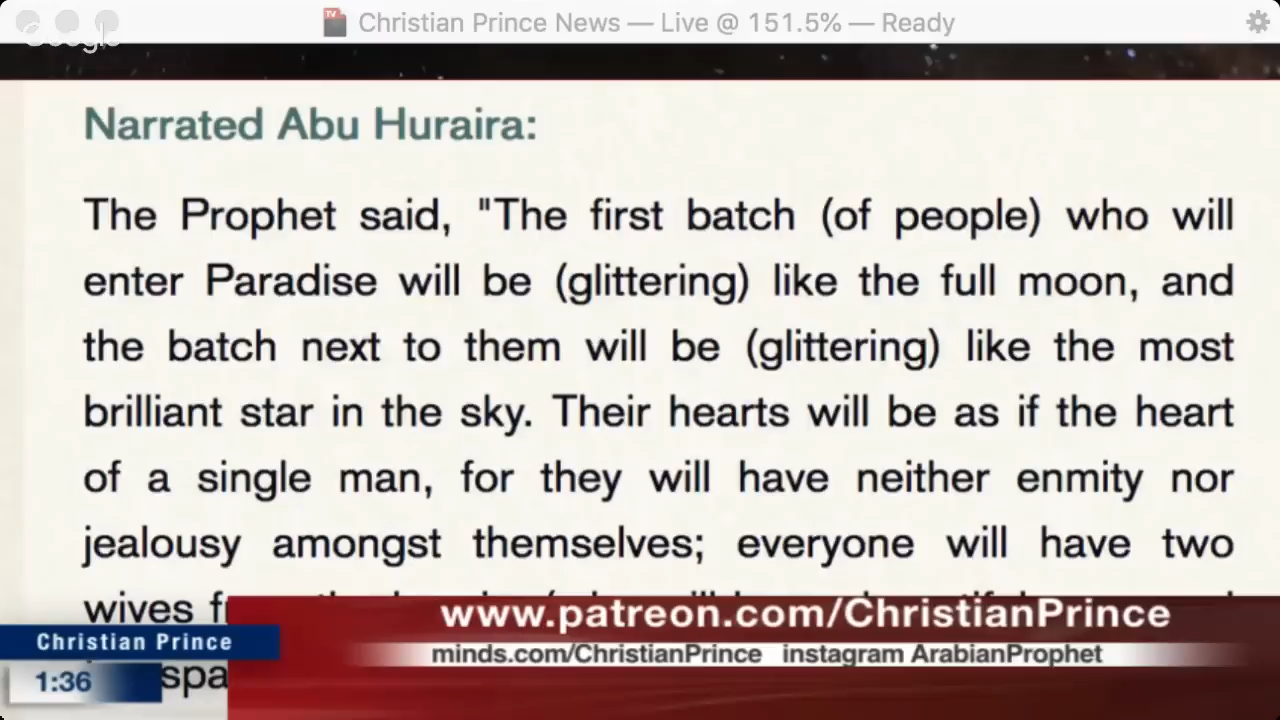 Christian Prince News — Live @ 151.5% — Ready
Google
Narrated Abu Huraira:
The Prophet said, "The first batch (of people) who will
enter Paradise will be (glittering) like the full moon, and
the batch next to them will be (glittering) like the most
brilliant star in the sky. Their hearts will be as if the heart
of a single man, for they will have neither enmity nor
jealousy amongst themselves; everyone will have two
wives
www.patreon.com/ChristianPrince
Christian Prince
minds.com/ChristianPrince instagram ArabianProphet
1:36